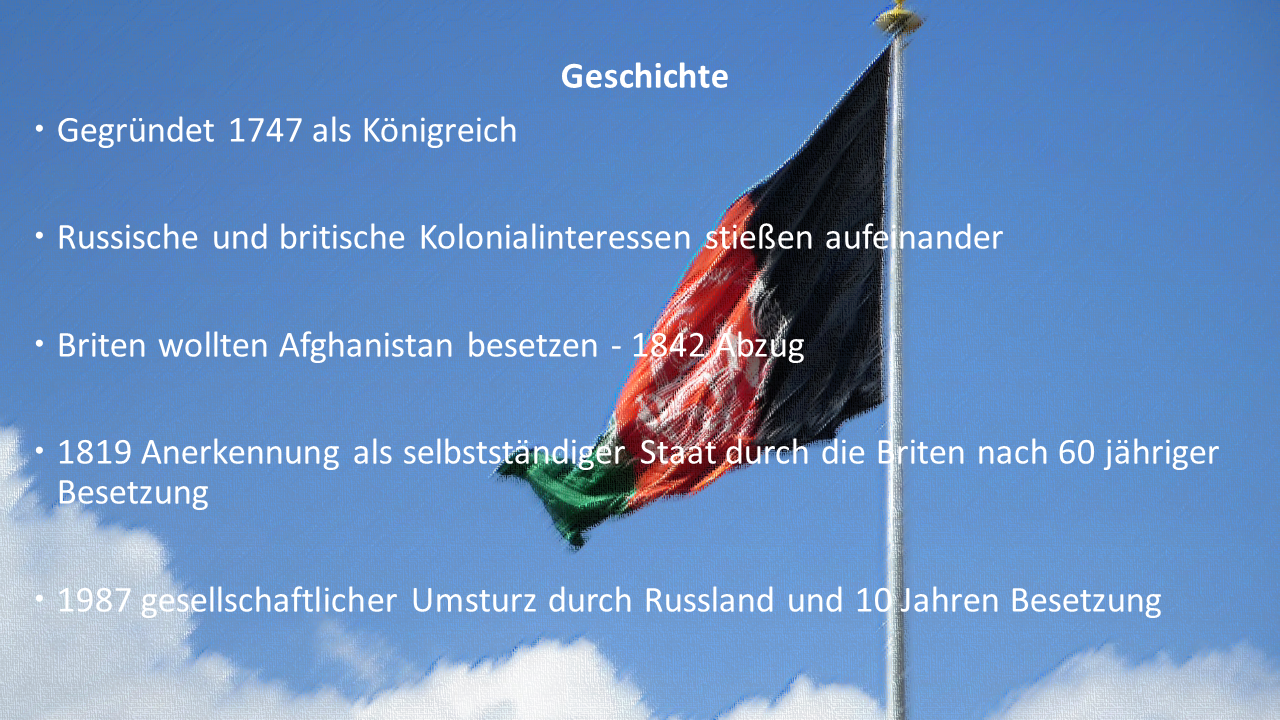 Geschichte
• Gegründet 1747 als Königreich
• Russische und britische Kolonialinteressen stießen aufeinander
• Briten wollten Afghanistan besetzen - 1842 Abzug
• 1819 Anerkennung als selbstständiger Staat durch die Briten nach 60 jähriger
Besetzung
• 1987 gesellschaftlicher Umsturz durch Russland und 10 Jahren Besetzung